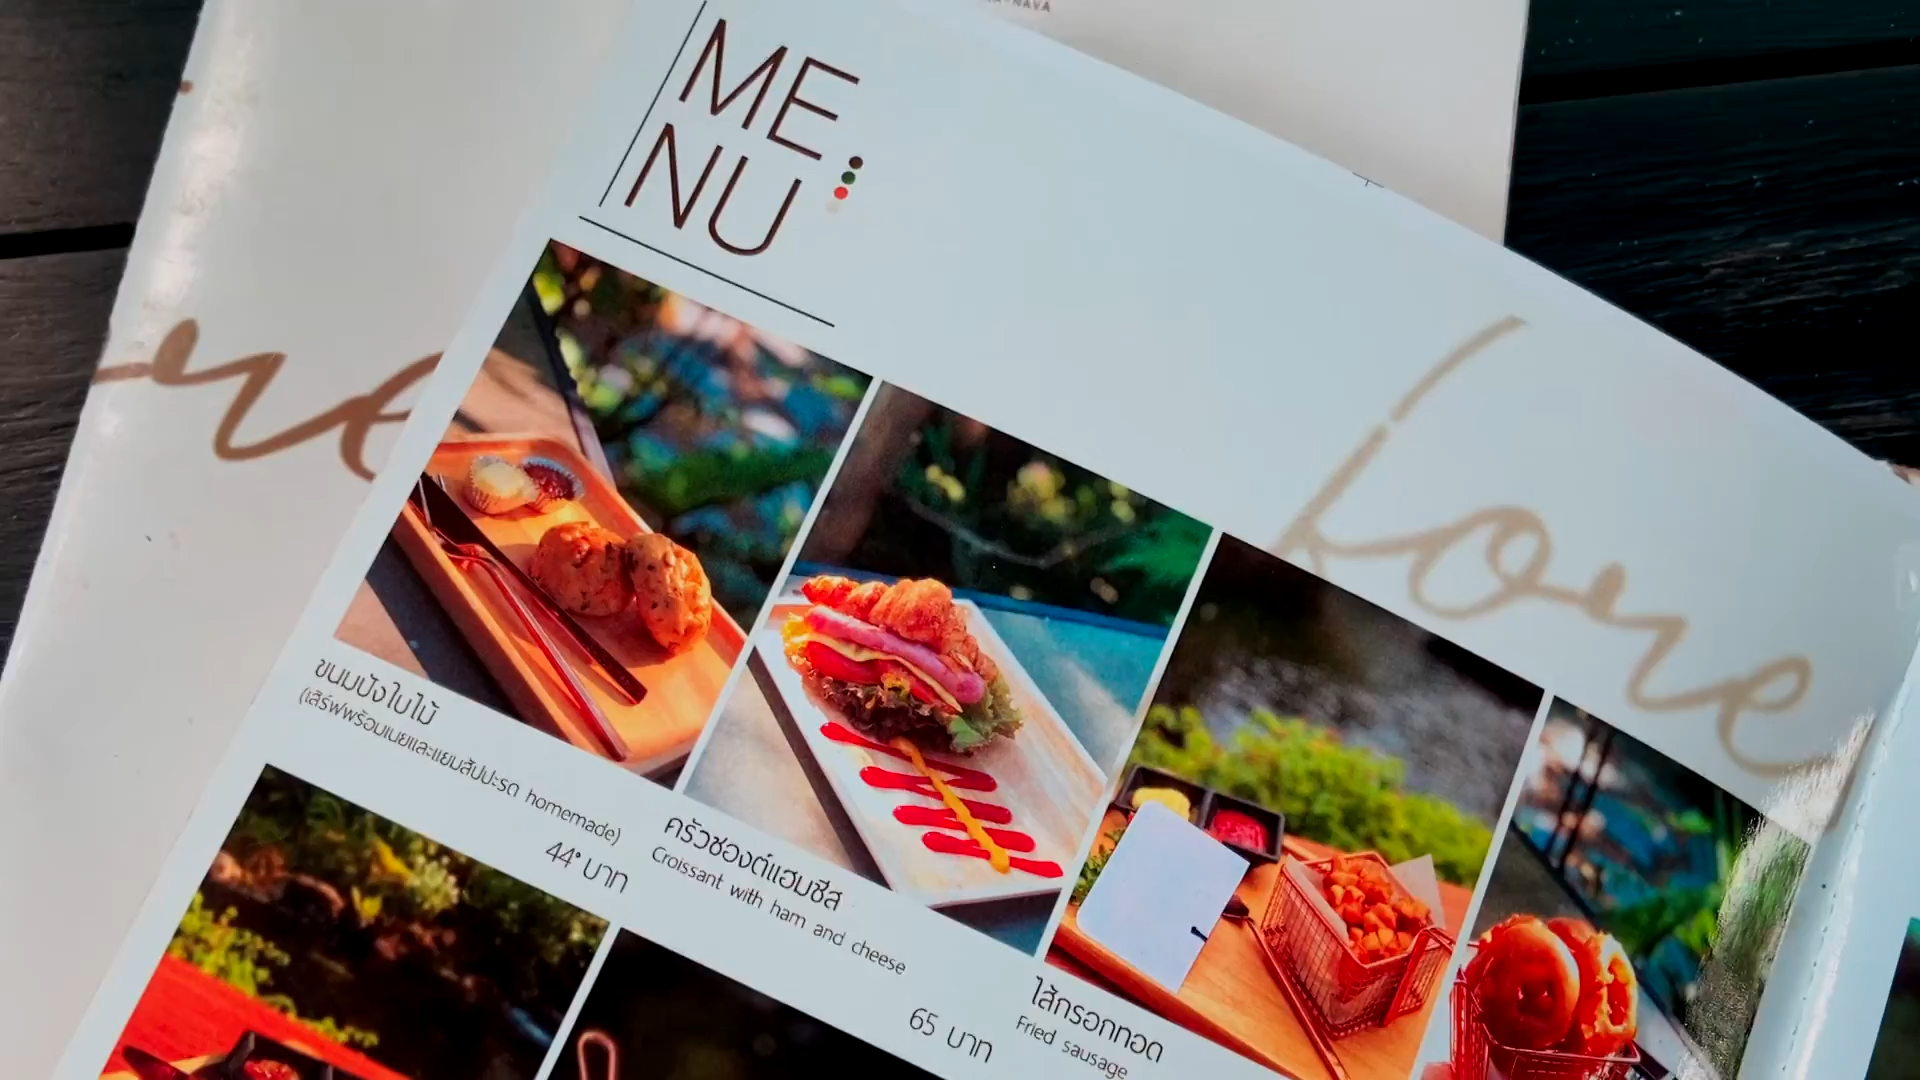 ME
NU
fore
re
ขนมปังใบไม้
(เสิร์ฟพร้อมเนยและแยมสัปปะรด homemade)
44.- บาท
ครัวซองต์แฮมชีส
Croissant with ham and cheese
65 บาท
ไส้กรอกทอด
Fried sausage